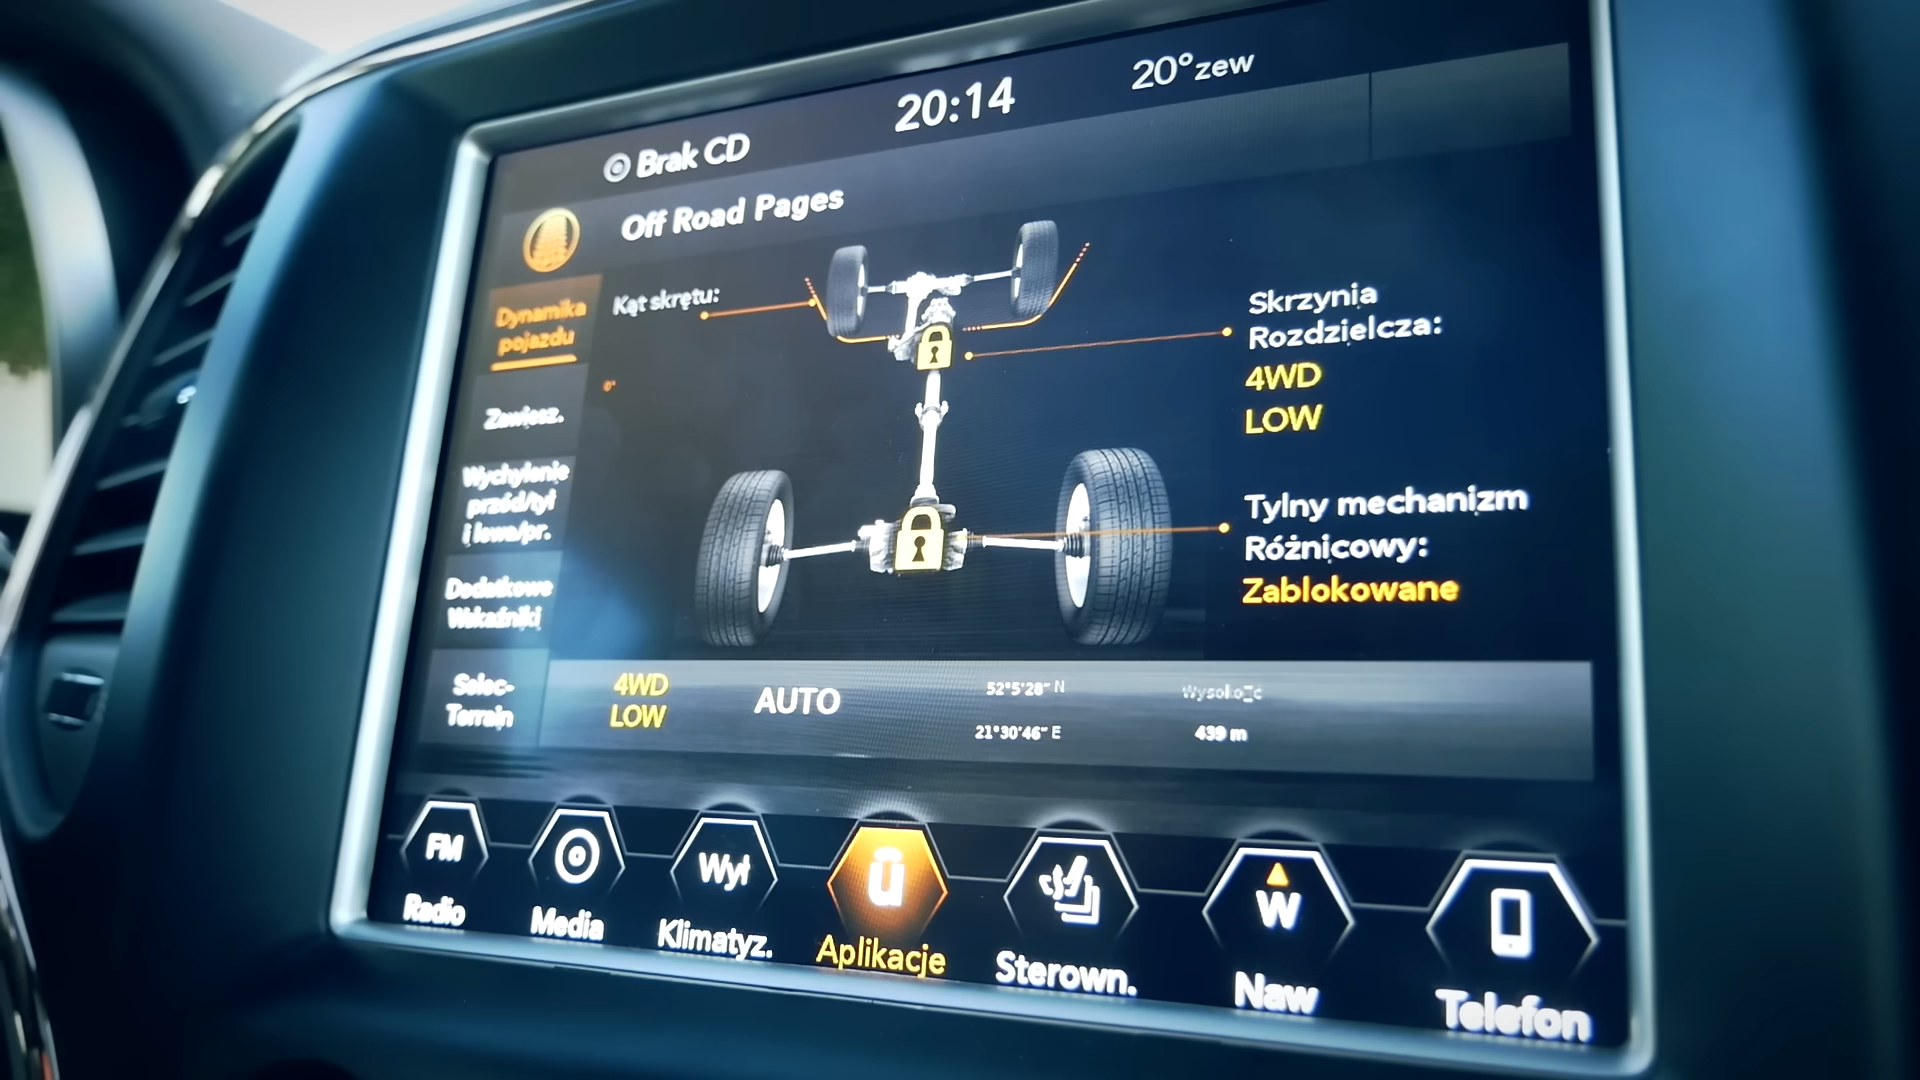 20:14
20°zew
Brak CD
Off Road Pages
Dynamika
pojazdu
Kąt skrętu:
0°
Skrzynia
Rozdzielcza:
4WD
LOW
Zawiesz.
Wychylenie
przód/tył
i lewo/pr.
Tylny mechanizm
Różnicowy:
Zablokowane
Dodatkowe
Wskaźniki
Selec-
Terrain
4WD
LOW
AUTO
52°5'28" N
21°30'46" E
439 m
FM
Wył
ū
W
Radio
Media
Klimatyz.
Aplikacje
Sterown.
Naw
Telefon